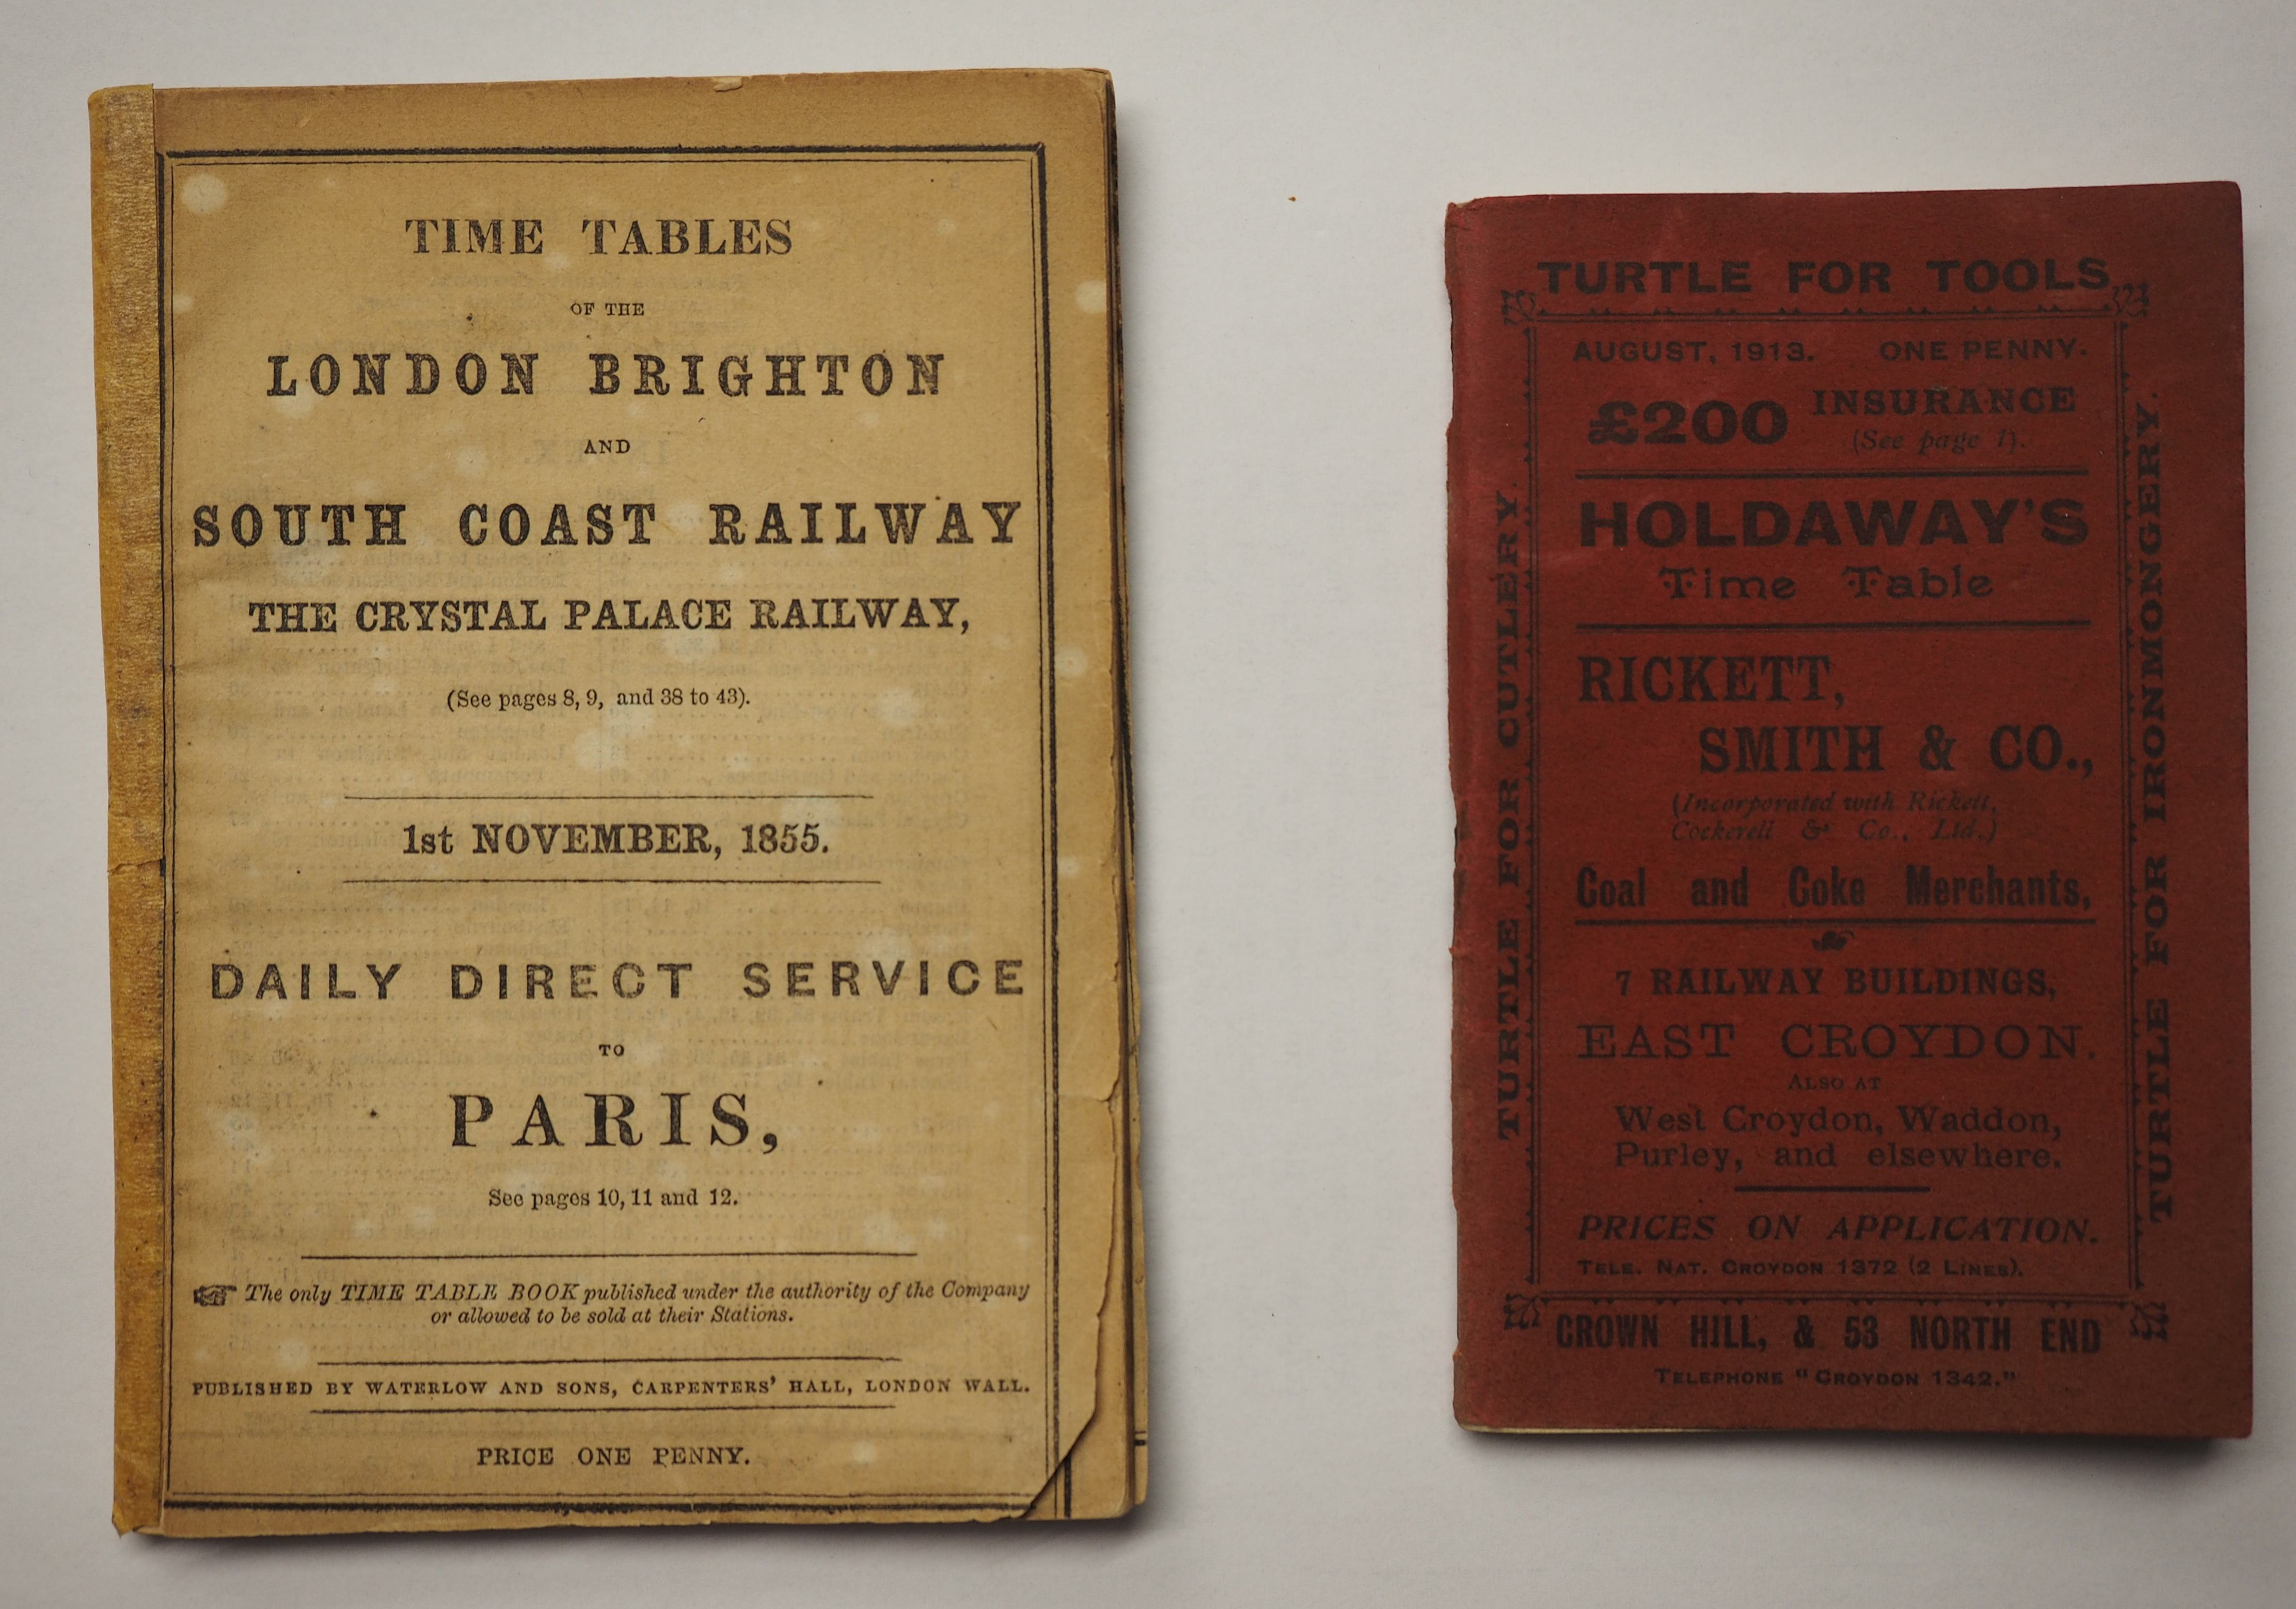 TIME TABLES
OF THE
LONDON BRIGHTON
AND
SOUTH COAST RAILWAY
THE CRYSTAL PALACE RAILWAY,
(See pages 8, 9, and 38 to 43).
1st NOVEMBER, 1855.
DAILY DIRECT SERVICE
TO
PARIS,
See pages 10, 11 and 12.
The only TIME TABLE BOOK published under the authority of the Company
or allowed to be sold at their Stations.
PUBLISHED BY WATERLOW AND SONS, CARPENTERS' HALL, LONDON WALL.
PRICE ONE PENNY.
TURTLE FOR TOOLS
TURTLE FOR CUTLERY.
AUGUST, 1913. ONE PENNY.
£200 INSURANCE
(See page 1).
HOLDAWAY'S
Time Table
RICKETT,
SMITH & CO.,
(Incorporated with Rickett,
Cockerell & Co., Ltd.)
Coal and Coke Merchants,
7 RAILWAY BUILDINGS,
EAST CROYDON.
ALSO AT
West Croydon, Waddon,
Purley, and elsewhere.
PRICES ON APPLICATION.
TELE. NAT. CROYDON 1372 (2 LINES).
TURTLE FOR IRONMONGERY.
CROWN HILL, & 53 NORTH END
TELEPHONE "CROYDON 1342."